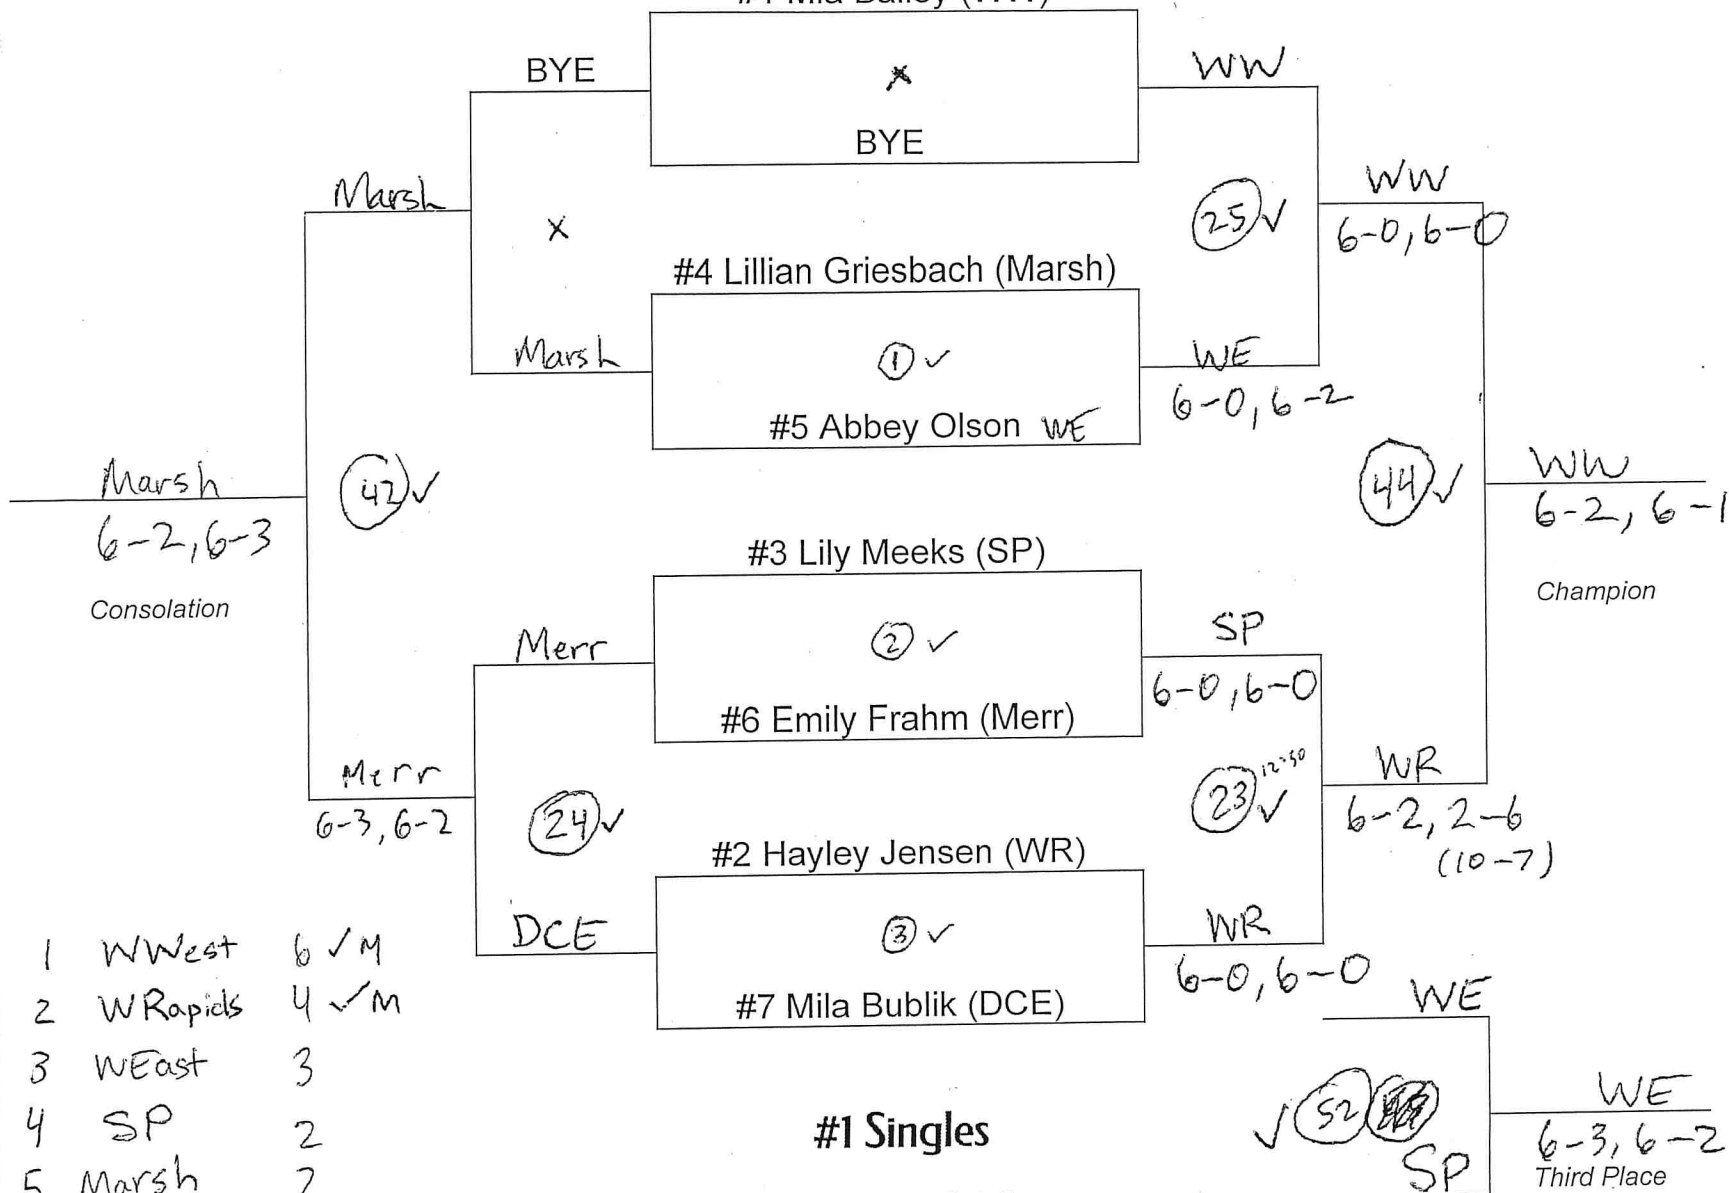 BYE
WW
BYE
Marsh
WW
25
6-0, 6-0
#4 Lillian Griesbach (Marsh)
Marsh
1
WE
6-0, 6-2
#5 Abbey Olson WE
Marsh
6-2, 6-3
Consolation
42
44
WW
6-2, 6-1
Champion
#3 Lily Meeks (SP)
Merr
2
SP
6-0, 6-0
#6 Emily Frahm (Merr)
Merr
6-3, 6-2
24
23
WR
6-2, 2-6
(10-7)
#2 Hayley Jensen (WR)
DCE
3
WR
6-0, 6-0
#7 Mila Bublik (DCE)
1 WWest 6 ✓M
2 WRapids 4 ✓M
3 WEast 3
4 SP 2
5 Marsh
#1 Singles
WE
52
SP
WE
6-3, 6-2
Third Place